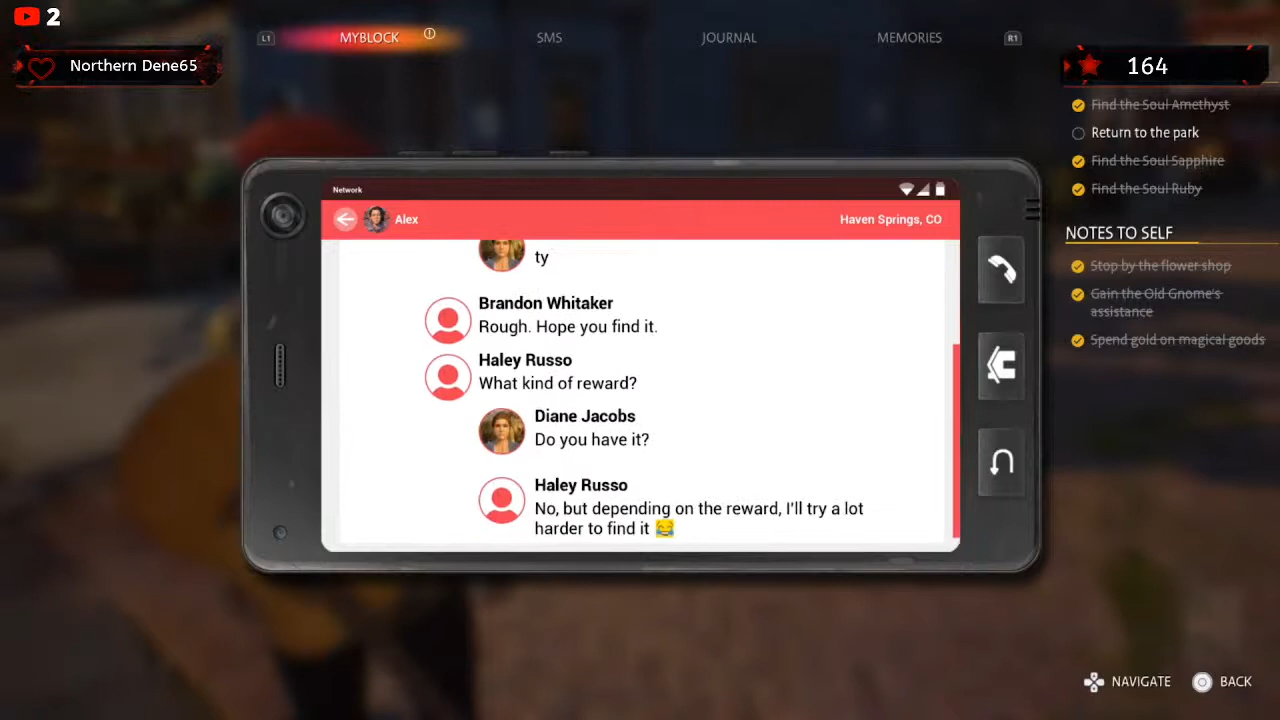 2
L1
MYBLOCK
SMS
JOURNAL
MEMORIES
R1
Northern Dene65
164
Find the Soul Amethyst
Return to the park
Find the Soul Sapphire
Find the Soul Ruby
NOTES TO SELF
Stop by the flower shop
Gain the Old Gnome's
assistance
Spend gold on magical goods
Network
Alex
Haven Springs, CO
ty
Brandon Whitaker
Rough. Hope you find it.
Haley Russo
What kind of reward?
Diane Jacobs
Do you have it?
Haley Russo
No, but depending on the reward, I'll try a lot
harder to find it 😂
NAVIGATE
BACK